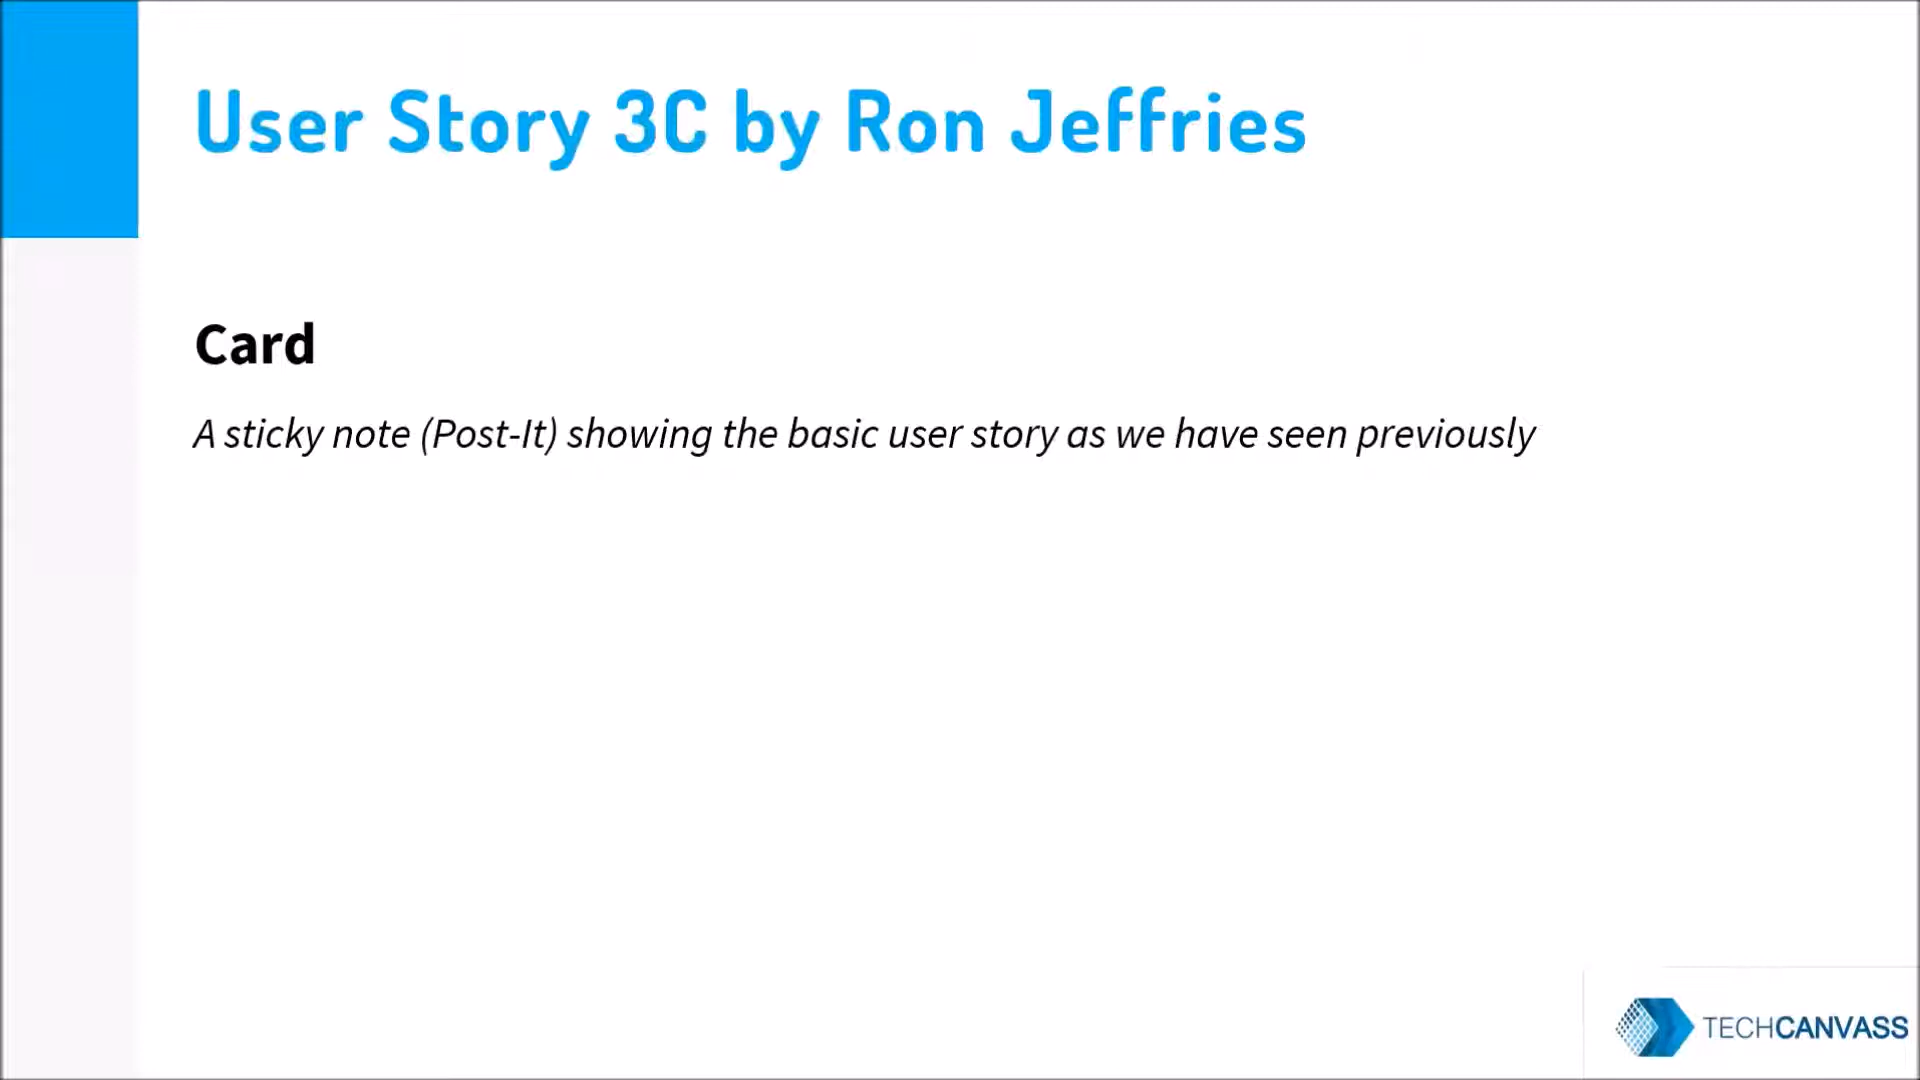 User Story 3C by Ron Jeffries
Card
A sticky note (Post-It) showing the basic user story as we have seen previously
TECHCANVASS